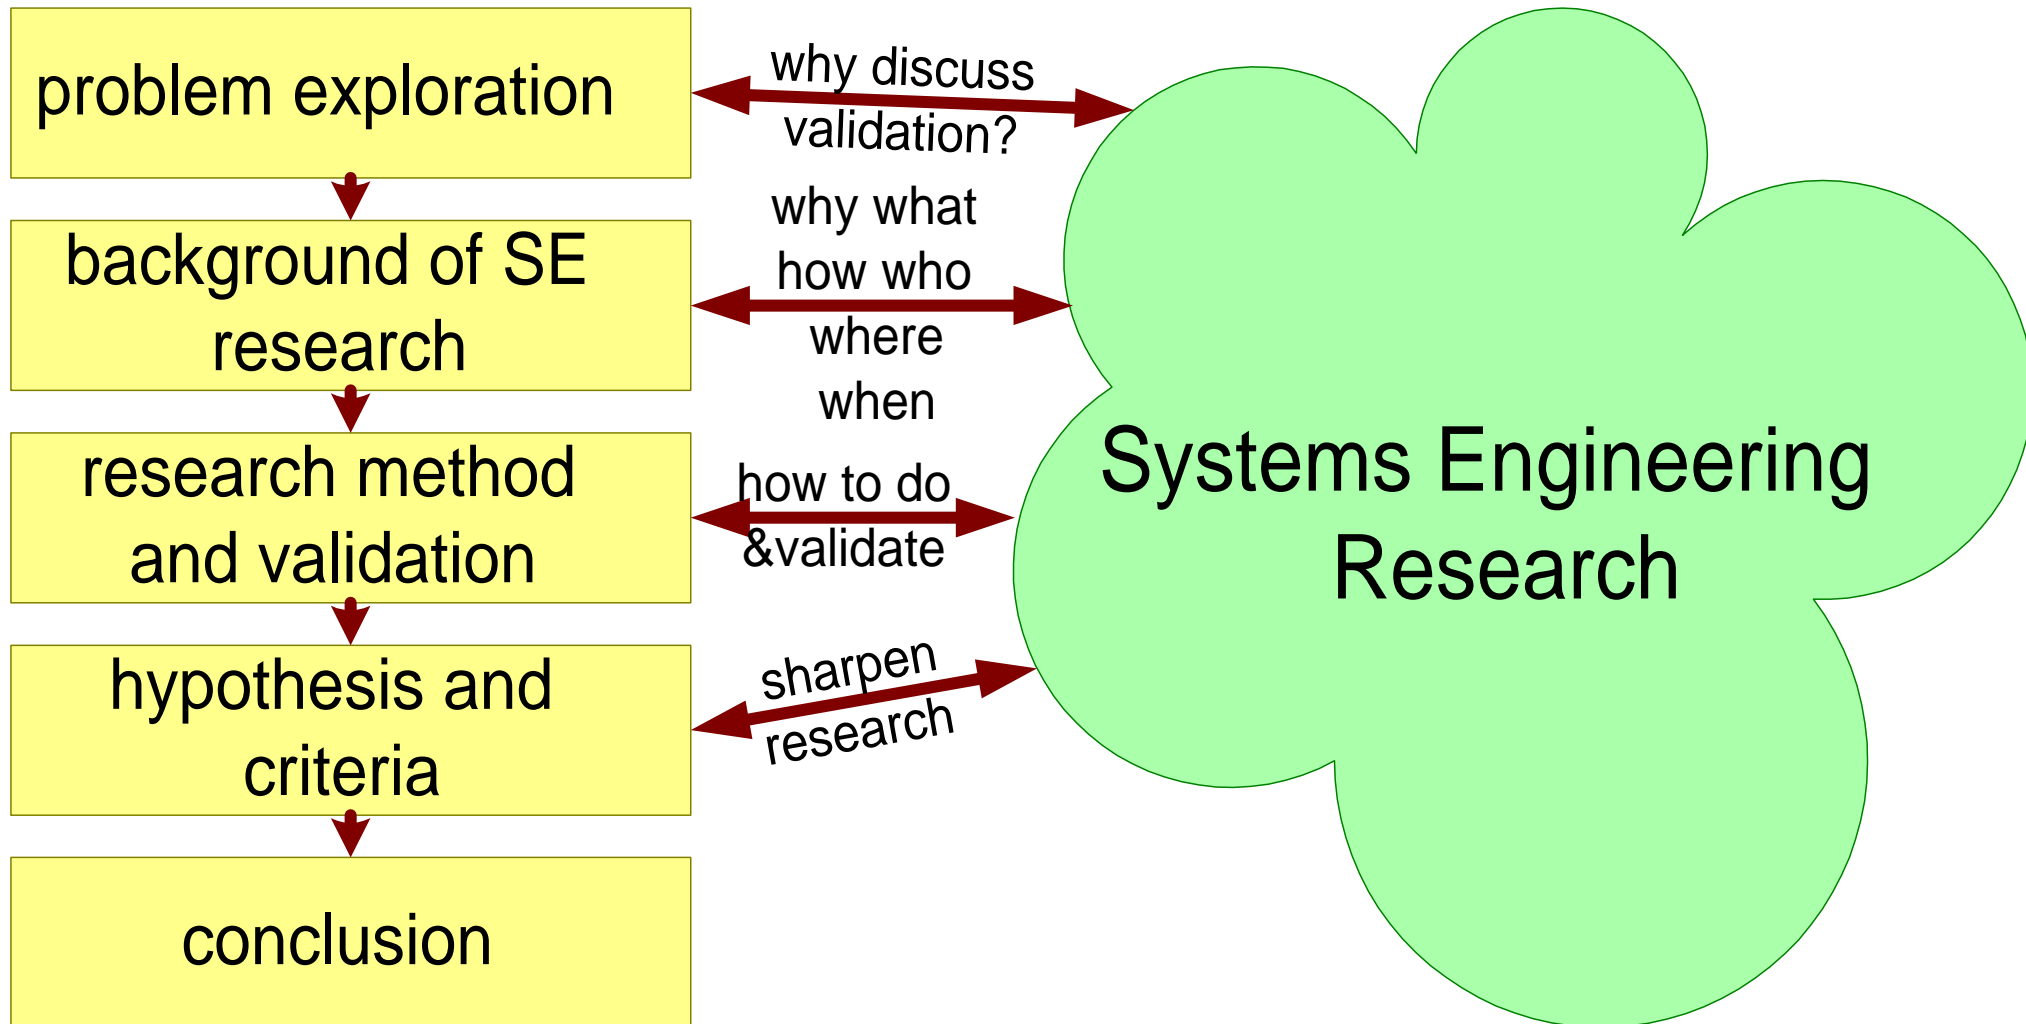 problem exploration
why discuss
validation?
background of SE
research
why what
how who
where
when
research method
and validation
how to do
&validate
hypothesis and
criteria
sharpen
research
conclusion
Systems Engineering
Research